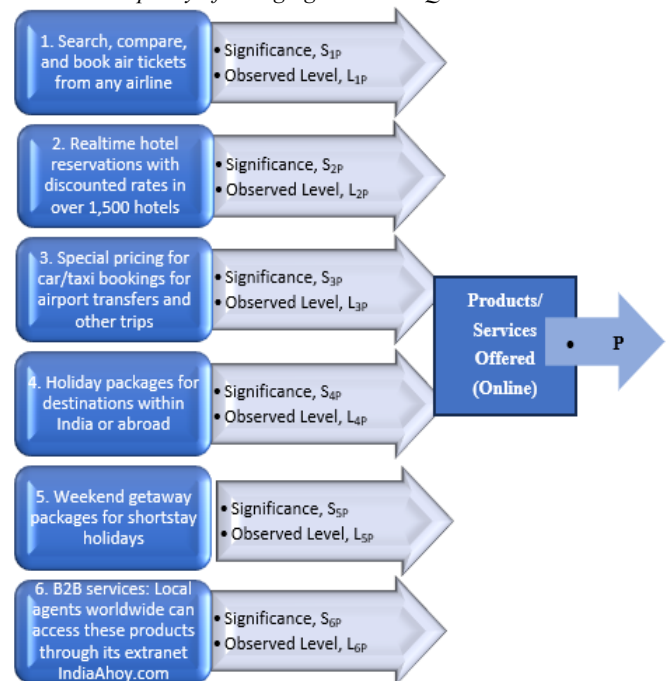 1. Search, compare,
and book air tickets
from any airline
• Significance, S1P
• Observed Level, L1P
2. Realtime hotel
reservations with
discounted rates in
over 1,500 hotels
• Significance, S2P
• Observed Level, L2P
3. Special pricing for
car/taxi bookings for
airport transfers and
other trips
• Significance, S3P
• Observed Level, L3P
Products/
Services
Offered
(Online)
• P
4. Holiday packages for
destinations within
India or abroad
• Significance, S4P
• Observed Level, L4P
5. Weekend getaway
packages for shortstay
holidays
• Significance, S5P
• Observed Level, L5P
6. B2B services: Local
agents worldwide can
access these products
through its extranet
IndiaAhoy.com
• Significance, S6P
• Observed Level, L6P